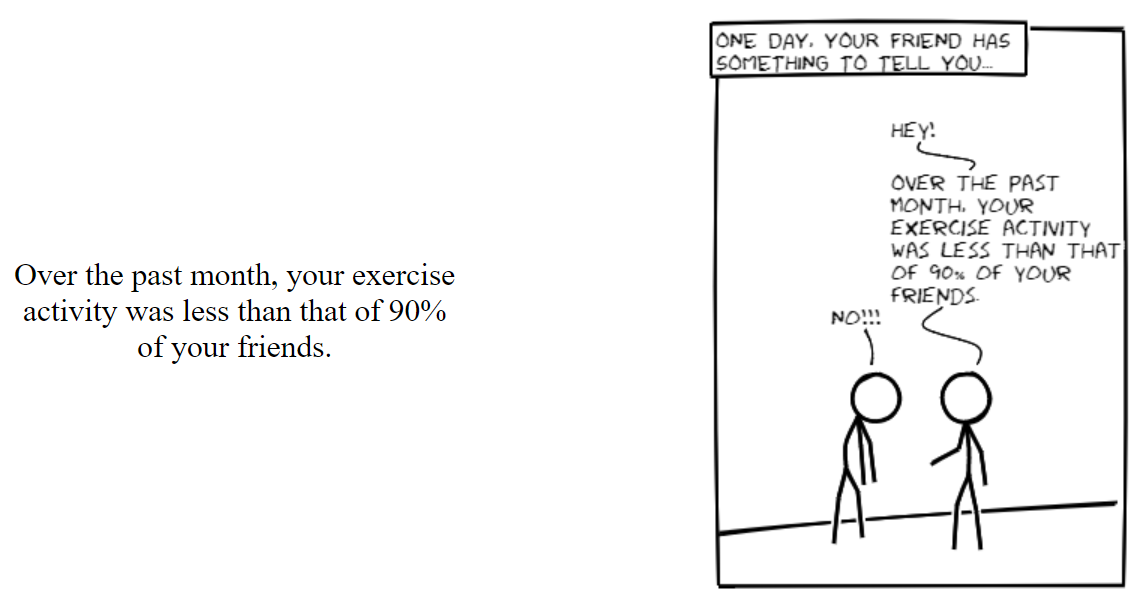 Over the past month, your exercise
activity was less than that of 90%
of your friends.
ONE DAY, YOUR FRIEND HAS
SOMETHING TO TELL YOU...
HEY!
OVER THE PAST
MONTH, YOUR
EXERCISE ACTIVITY
WAS LESS THAN THAT
OF 90% OF YOUR
FRIENDS.
NO!!!